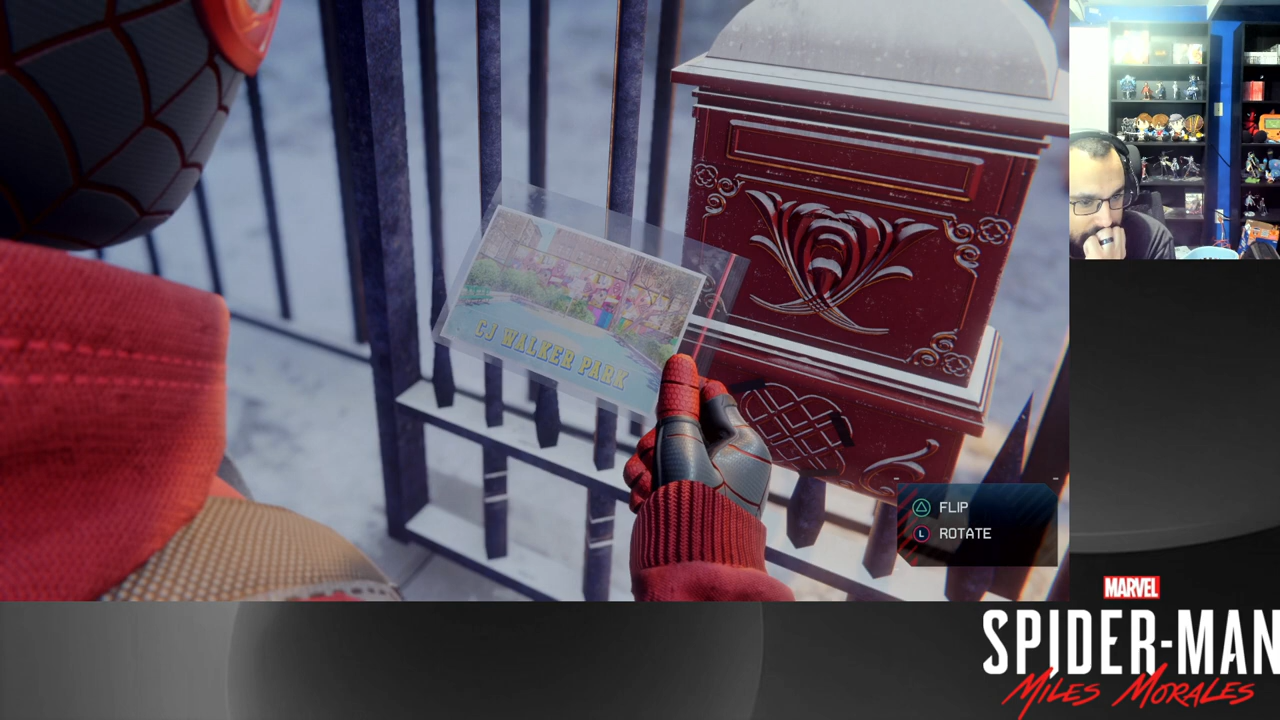 CJ WALKER PARK
FLIP
L ROTATE
MARVEL
SPIDER-MAN
MILES MORALES